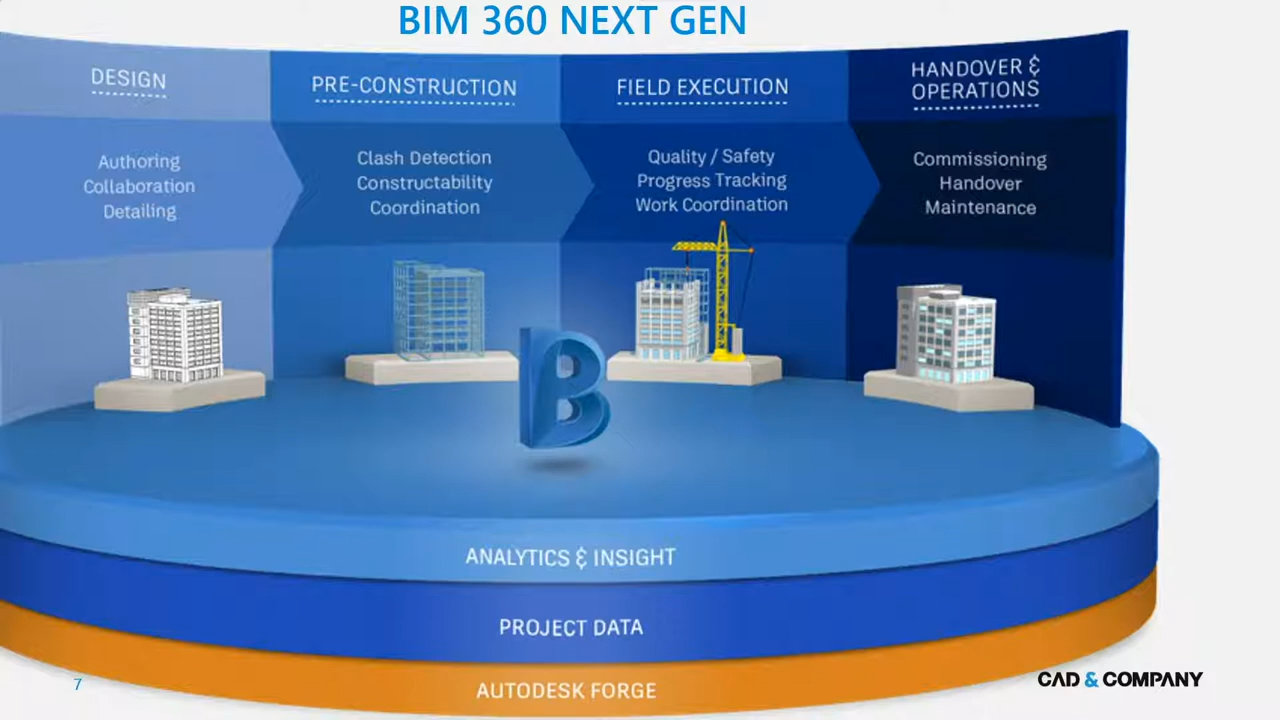 BIM 360 NEXT GEN
DESIGN
Authoring
Collaboration
Detailing
PRE-CONSTRUCTION
Clash Detection
Constructability
Coordination
FIELD EXECUTION
Quality / Safety
Progress Tracking
Work Coordination
HANDOVER &
OPERATIONS
Commissioning
Handover
Maintenance
B
ANALYTICS & INSIGHT
PROJECT DATA
AUTODESK FORGE
7
CAD & COMPANY